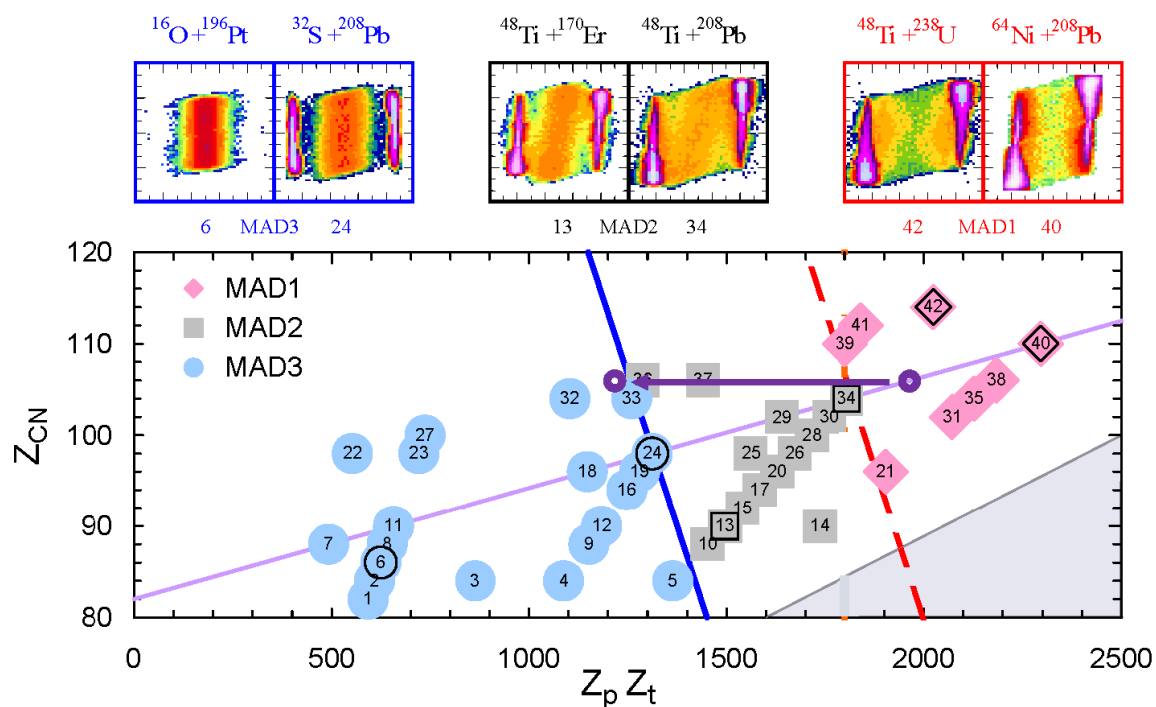 ¹⁶O +¹⁹⁶Pt ³²S +²⁰⁸Pb ⁴⁸Ti +¹⁷⁰Er ⁴⁸Ti +²⁰⁸Pb ⁴⁸Ti +²³⁸U ⁶⁴Ni +²⁰⁸Pb
6 MAD3 24 13 MAD2 34 42 MAD1 40
120
MAD1
42
41
39
110
40
MAD2
MAD3
36 37 38
32 33 34 35
29 30 31
100
27 28
22 23 24 25 26
18 19 20 21
16 17
15
90
11 12 13 14
7 8 9 10
6
2 3 4 5
1
80
Z_CN
0 500 1000 1500 2000 2500
Z_p Z_t